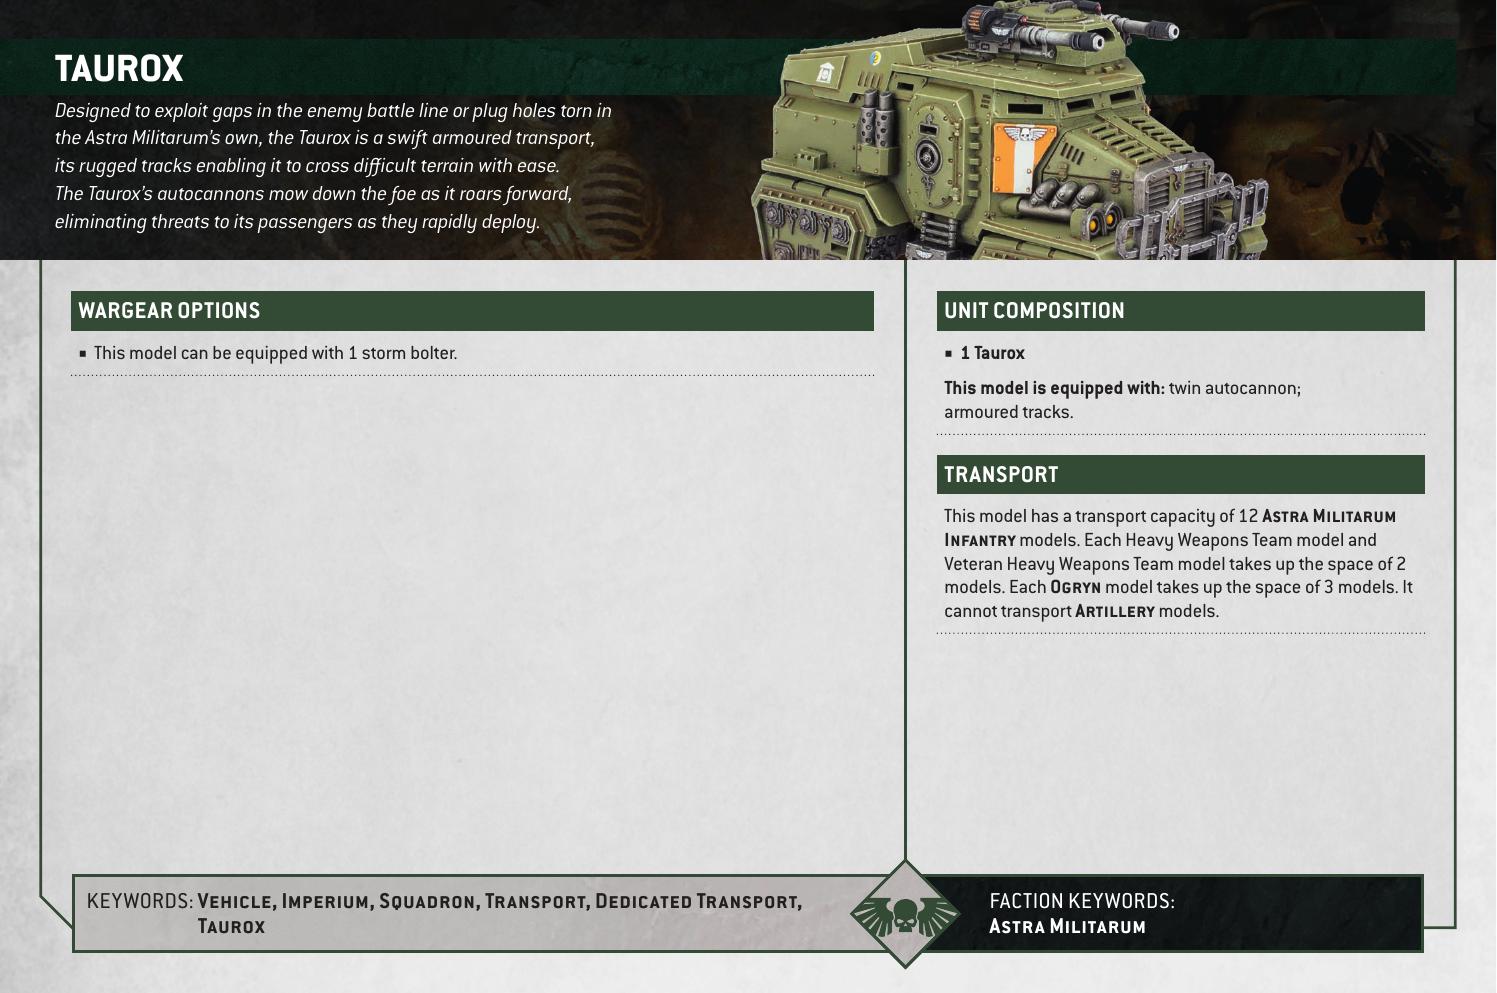 TAUROX
Designed to exploit gaps in the enemy battle line or plug holes torn in
the Astra Militarum's own, the Taurox is a swift armoured transport,
its rugged tracks enabling it to cross difficult terrain with ease.
The Taurox's autocannons mow down the foe as it roars forward,
eliminating threats to its passengers as they rapidly deploy.
WARGEAR OPTIONS
▪ This model can be equipped with 1 storm bolter.
UNIT COMPOSITION
▪ 1 Taurox
This model is equipped with: twin autocannon;
armoured tracks.
TRANSPORT
This model has a transport capacity of 12 Astra Militarum
Infantry models. Each Heavy Weapons Team model and
Veteran Heavy Weapons Team model takes up the space of 2
models. Each Ogryn model takes up the space of 3 models. It
cannot transport Artillery models.
KEYWORDS: Vehicle, Imperium, Squadron, Transport, Dedicated Transport,
Taurox
FACTION KEYWORDS:
Astra Militarum